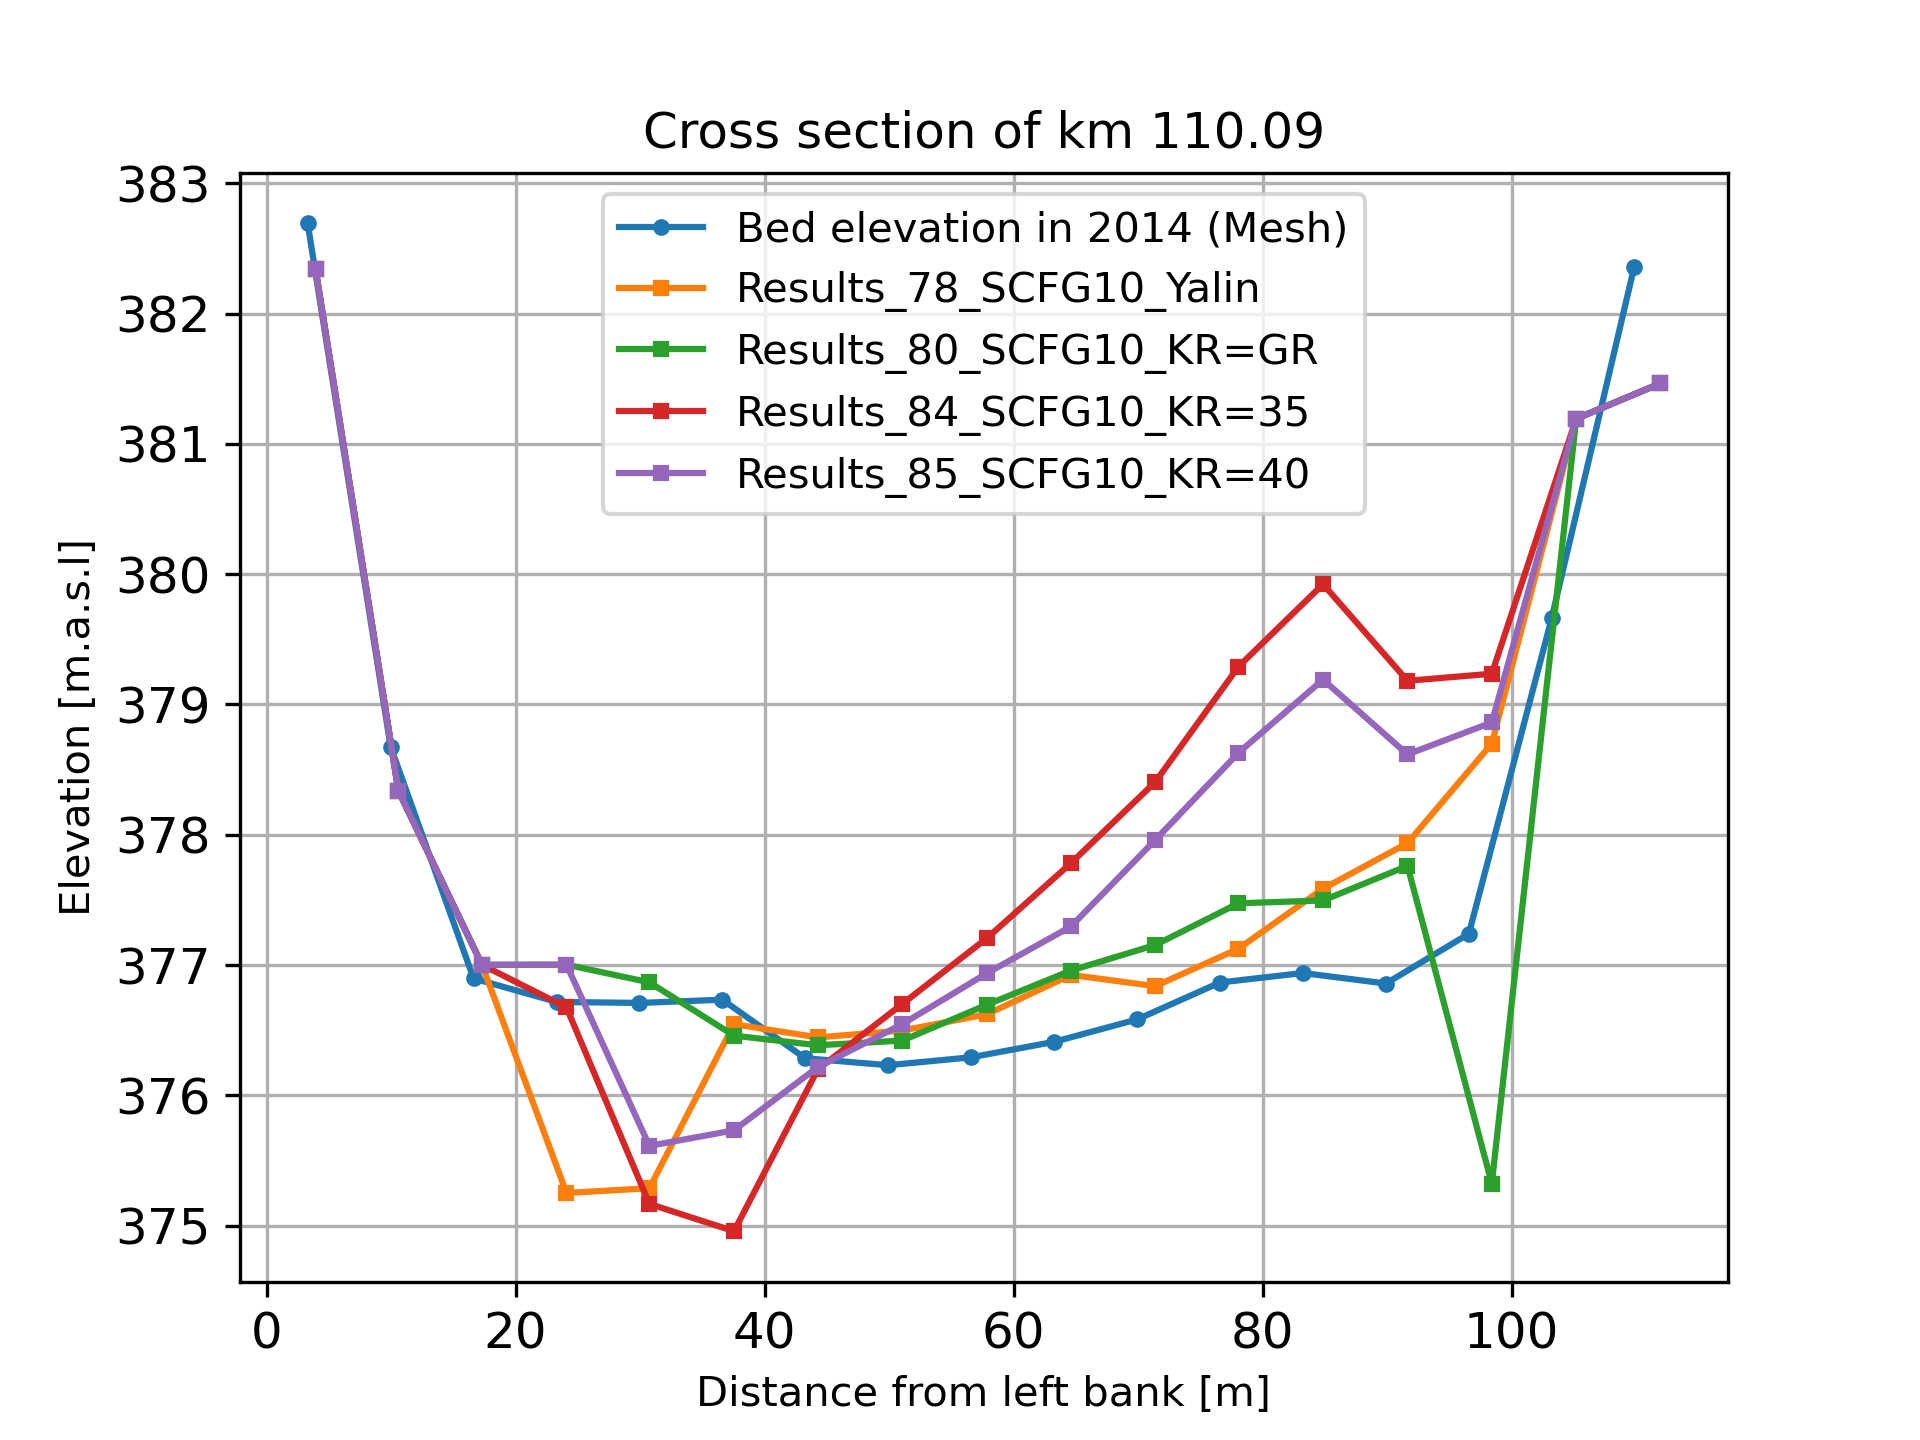 Cross section of km 110.09
383
382
381
380
379
378
377
376
375
Elevation [m.a.s.l]
Bed elevation in 2014 (Mesh)
Results_78_SCFG10_Yalin
Results_80_SCFG10_KR=GR
Results_84_SCFG10_KR=35
Results_85_SCFG10_KR=40
0 20 40 60 80 100
Distance from left bank [m]